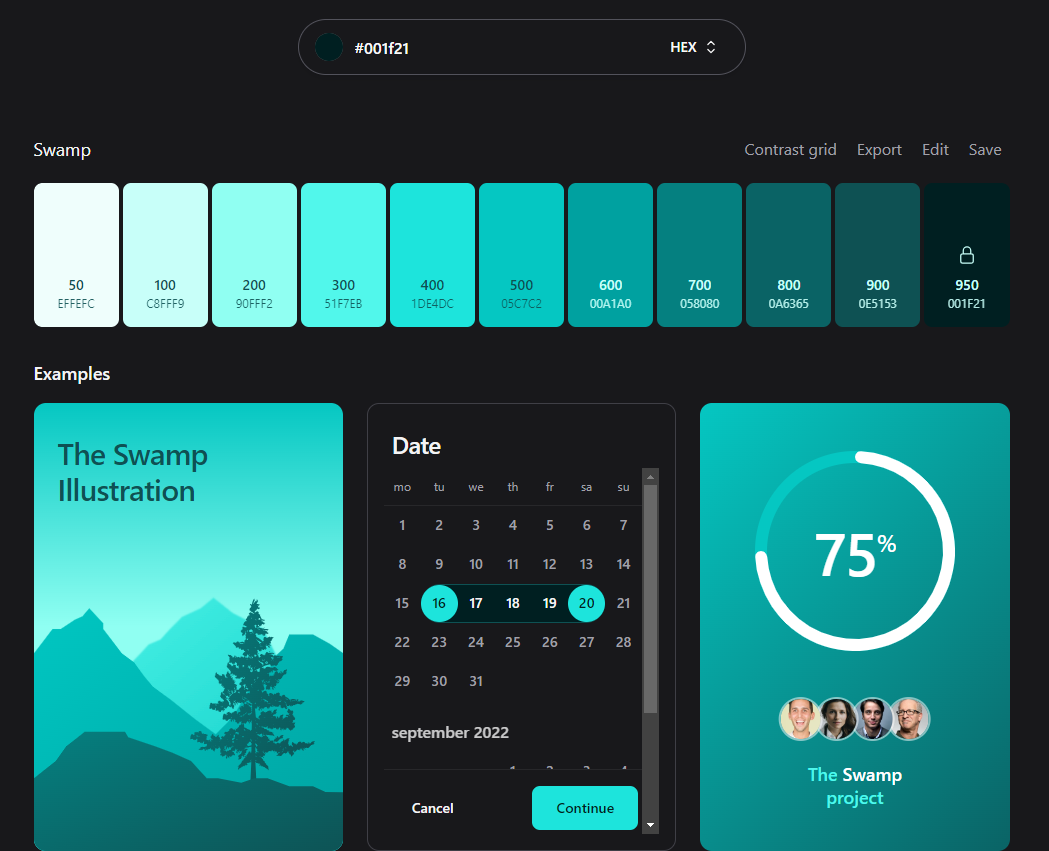 #001f21 HEX
Swamp Contrast grid Export Edit Save
50 100 200 300 400 500 600 700 800 900 950
EFFEFC C8FFF9 90FFF2 51F7EB 1DE4DC 05C7C2 00A1A0 058080 0A6365 0E5153 001F21
Examples
The Swamp
Illustration
Date
mo tu we th fr sa su
1 2 3 4 5 6 7
8 9 10 11 12 13 14
15 16 17 18 19 20 21
22 23 24 25 26 27 28
29 30 31
september 2022
1 2 3 4
Cancel Continue
75%
The Swamp
project